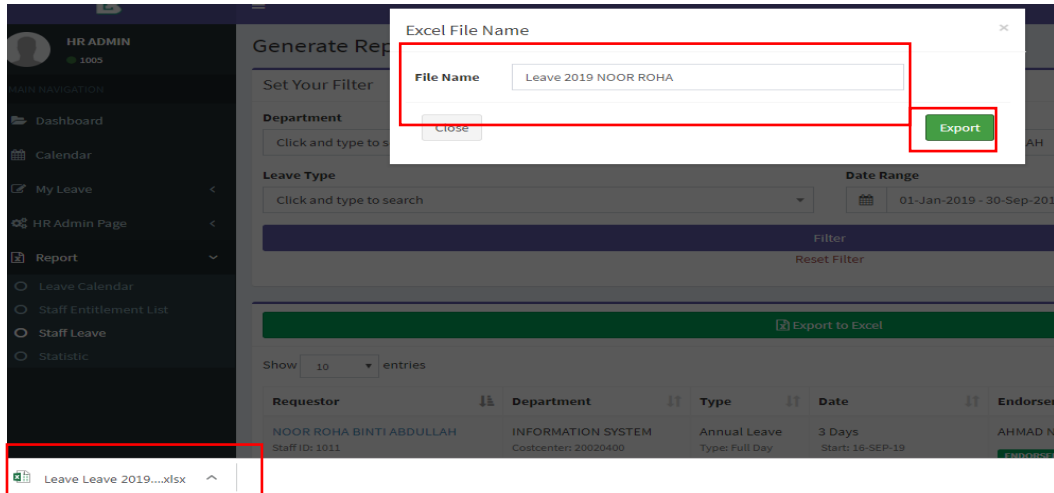 Excel File Name
×
HR ADMIN
1005
Generate Rep
File Name
Leave 2019 NOOR ROHA
MAIN NAVIGATION
Set Your Filter
Dashboard
Department
Close
Export
Click and type to s
AH
Calendar
Leave Type
Date Range
My Leave
Click and type to search
01-Jan-2019 - 30-Sep-201
HR Admin Page
Filter
Report
Reset Filter
Leave Calendar
Staff Entitlement List
Staff Leave
Export to Excel
Statistic
Show 10 entries
Requestor Department Type Date Endorse
NOOR ROHA BINTI ABDULLAH INFORMATION SYSTEM Annual Leave 3 Days AHMAD N
Staff ID: 1011 Costcenter: 20020400 Type: Full Day Start: 16-SEP-19 ENDORSE
Leave Leave 2019....xlsx